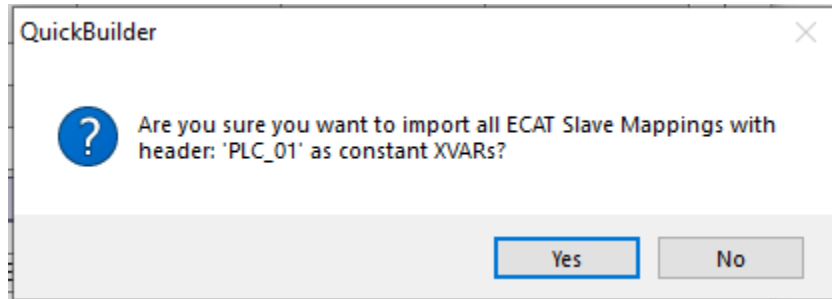 QuickBuilder
Are you sure you want to import all ECAT Slave Mappings with
header: 'PLC_01' as constant XVARs?
Yes
No